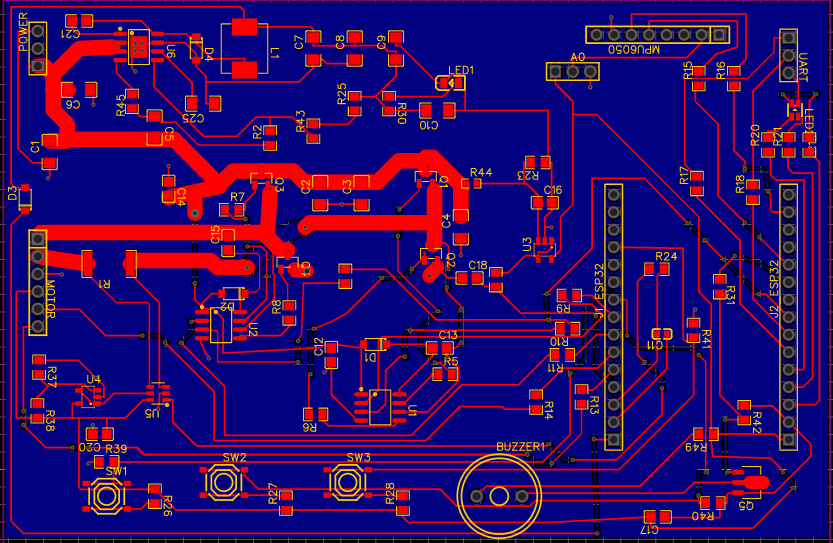 POWER
C21
U6
D4
L1
C7
C8
C9
MPU6050
A0
UART
LED1
R15
R16
C6
R45
C25
R25
R30
C10
LED
C1
C5
R2
R43
R20
R21
D3
C14
R7
Q3
C2
C3
Q1
R44
R23
C16
R17
R18
C15
C4
U3
MOTOR
R1
Q2
C18
R24
ESP32
J1
ESP32
J2
D2
U2
R8
R9
R31
R10
R41
C11
C12
D1
C13
R11
R5
R37
U4
U5
R38
R6
U1
R14
R13
R42
C20
R39
R49
BUZZER1
SW1
SW2
SW3
R26
R27
R28
Q5
R40
C17